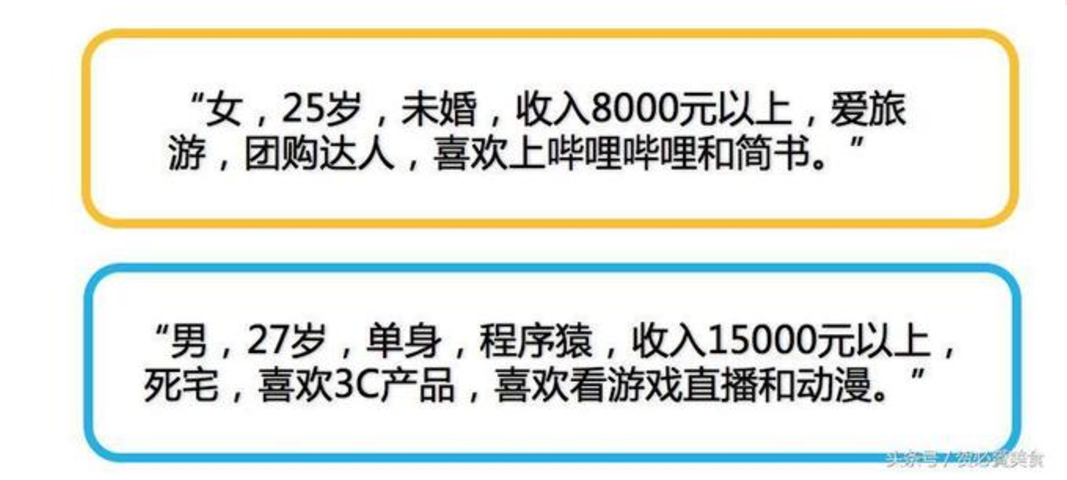 “女，25岁，未婚，收入8000元以上，爱旅
游，团购达人，喜欢上哔哩哔哩和简书。”
“男，27岁，单身，程序猿，收入15000元以上，
死宅，喜欢3C产品，喜欢看游戏直播和动漫。”
头条号 /